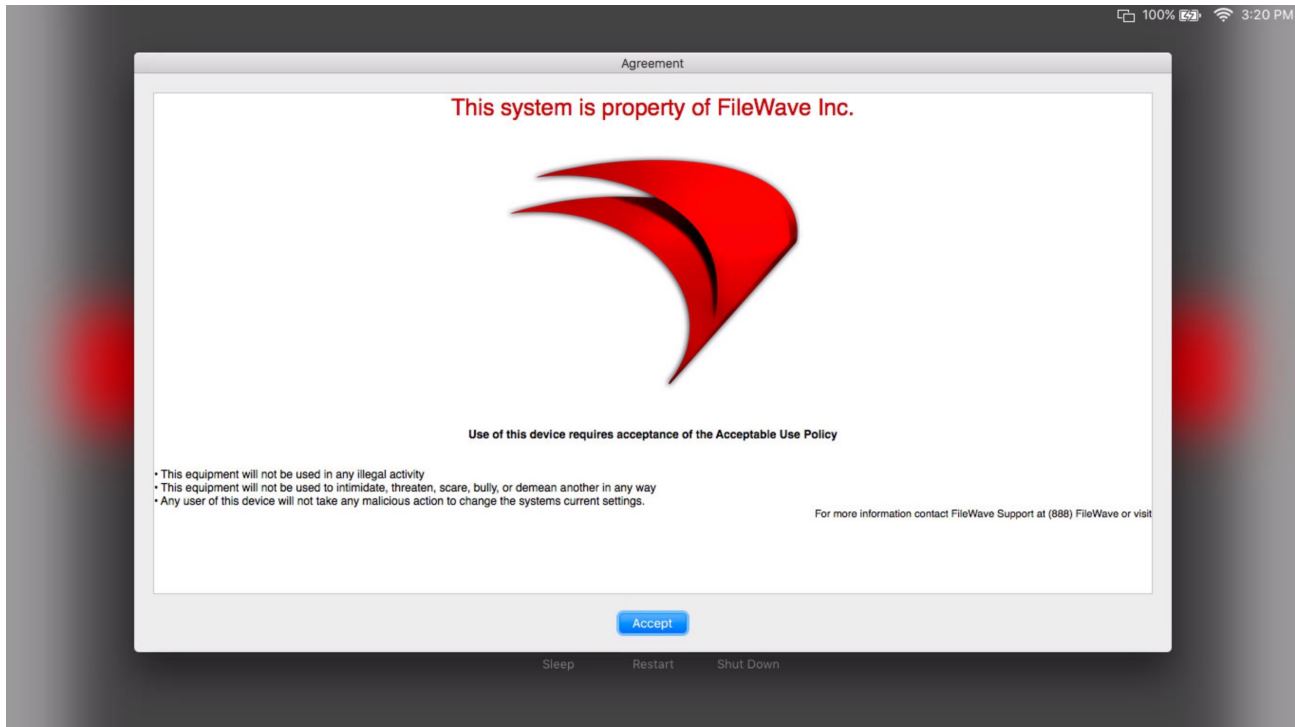 100% 3:20 PM
Agreement
This system is property of FileWave Inc.
Use of this device requires acceptance of the Acceptable Use Policy
• This equipment will not be used in any illegal activity
• This equipment will not be used to intimidate, threaten, scare, bully, or demean another in any way
• Any user of this device will not take any malicious action to change the systems current settings.
For more information contact FileWave Support at (888) FileWave or visit
Accept
Sleep Restart Shut Down